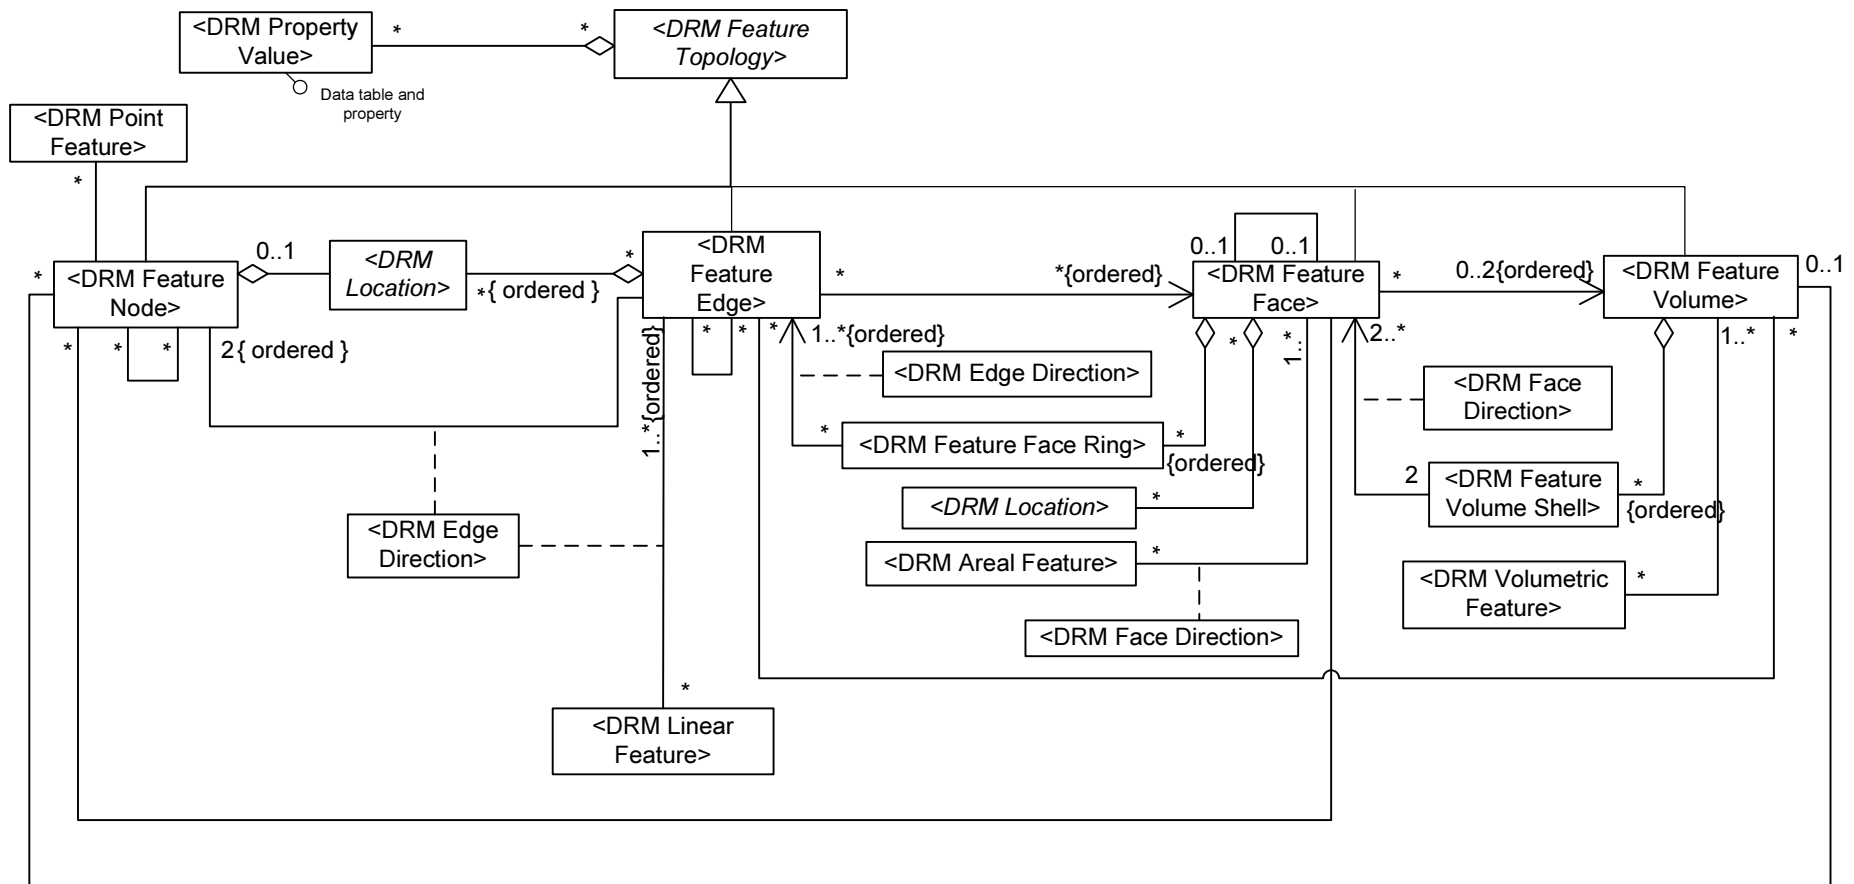 <DRM Property
Value>
*
*
<DRM Feature
Topology>
Data table and
property
<DRM Point
Feature>
*
*
<DRM Feature
Node>
0..1
<DRM
Location>
*{ ordered }
*
<DRM
Feature
Edge>
*
*{ordered}
0..1
0..1
<DRM Feature
Face>
*
0..2{ordered}
<DRM Feature
Volume>
0..1
*
*
*
2{ ordered }
1..*{ordered}
*
*
*
1..*{ordered}
*
1..*
2..*
1..*
*
<DRM Edge Direction>
<DRM Face
Direction>
*
<DRM Feature Face Ring>
*
{ordered}
2
<DRM Feature
Volume Shell>
*
{ordered}
<DRM Location>
*
<DRM Edge
Direction>
<DRM Areal Feature>
*
<DRM Volumetric
Feature>
*
<DRM Face Direction>
*
<DRM Linear
Feature>